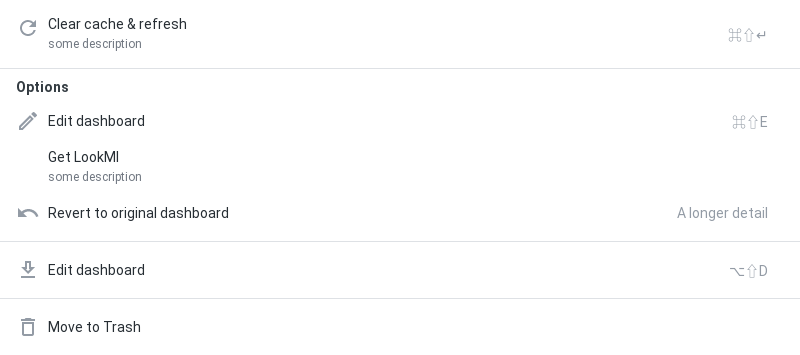 Clear cache & refresh
some description
⌘⇧↵
Options
Edit dashboard
⌘⇧E
Get LookMl
some description
Revert to original dashboard
A longer detail
Edit dashboard
⌥⇧D
Move to Trash